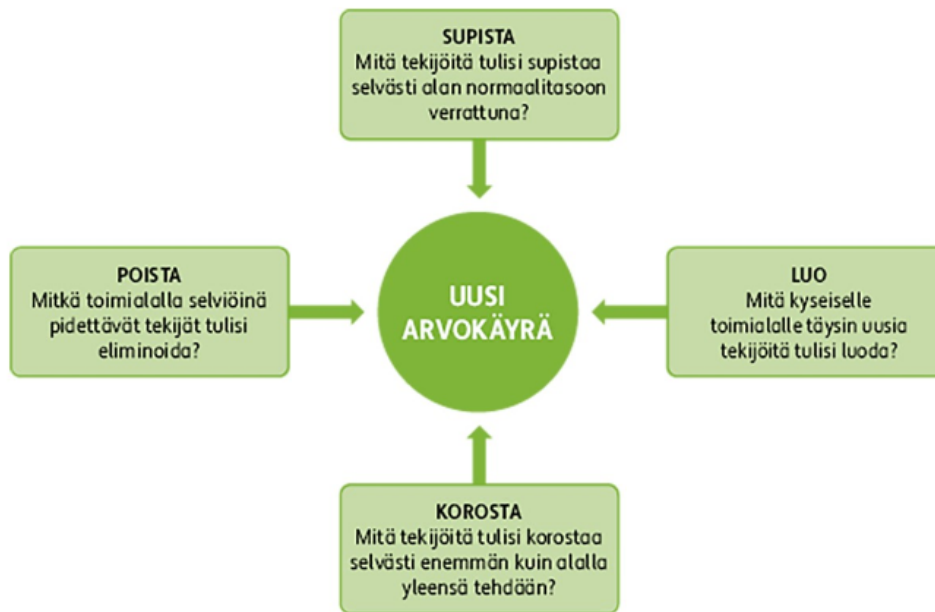 SUPISTA
Mitä tekijöitä tulisi supistaa
selvästi alan normaalitasoon
verrattuna?
POISTA
Mitkä toimialalla selviöinä
pidettävät tekijät tulisi
eliminoida?
UUSI
ARVOKÄYRÄ
LUO
Mitä kyseiselle
toimialalle täysin uusia
tekijöitä tulisi luoda?
KOROSTA
Mitä tekijöitä tulisi korostaa
selvästi enemmän kuin alalla
yleensä tehdään?